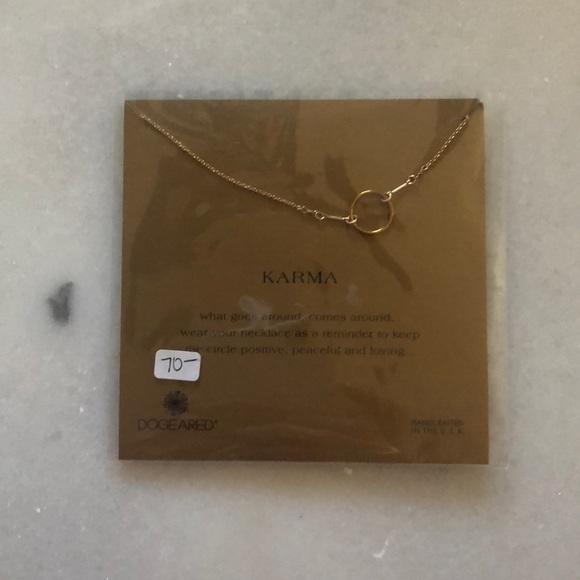 KARMA
what goes around, comes around.
wear your necklace as a reminder to keep
the circle positive, peaceful and loving.
70-
DOGEARED®
HANDCRAFTED
IN THE U.S.A.